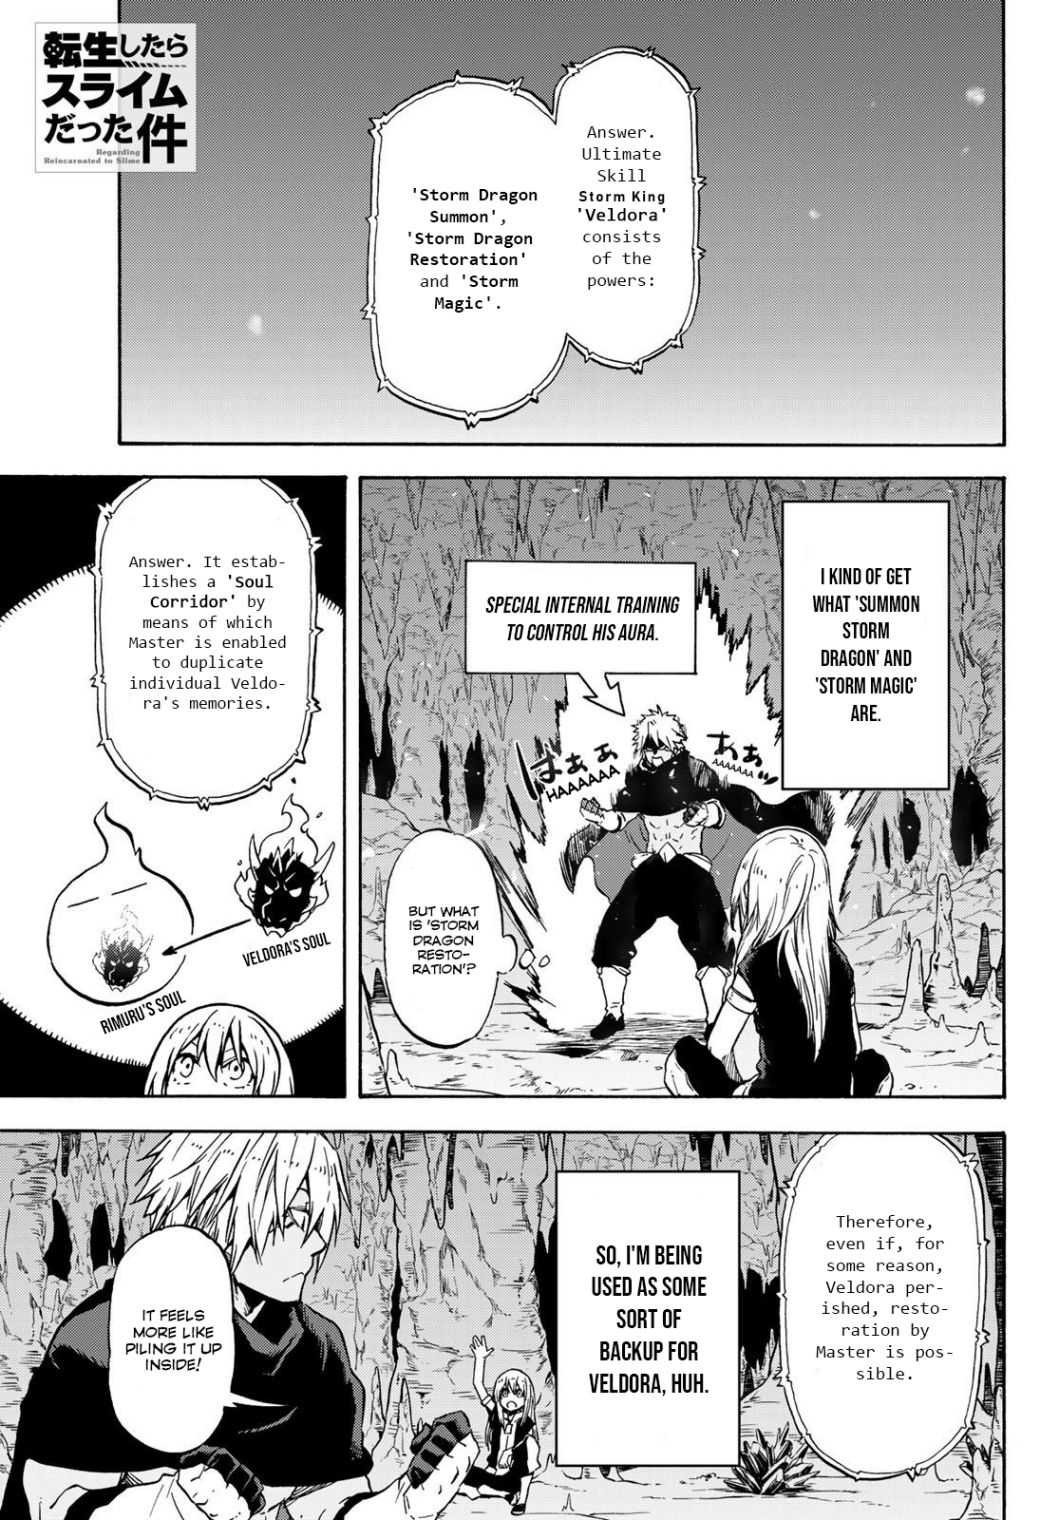 転生したら
スライム
だった件
Regarding
Reincarnated to Slime
Answer.
Ultimate
Skill
Storm King
'Veldora'
consists
of the
powers:
'Storm Dragon
Summon',
'Storm Dragon
Restoration'
and 'Storm
Magic'.
I KIND OF GET
WHAT 'SUMMON
STORM
DRAGON' AND
'STORM MAGIC'
ARE.
SPECIAL INTERNAL TRAINING
TO CONTROL HIS AURA.
はぁぁぁ
HAAAAAA
あぁッ
AAAAAA
BUT WHAT
IS 'STORM
DRAGON
RESTO-
RATION'?
Answer. It estab-
lishes a 'Soul
Corridor' by
means of which
Master is enabled
to duplicate
individual Veldo-
ra's memories.
VELDORA'S SOUL
RIMURU'S SOUL
Therefore,
even if, for
some reason,
Veldora per-
ished, resto-
ration by
Master is pos-
sible.
SO, I'M BEING
USED AS SOME
SORT OF
BACKUP FOR
VELDORA, HUH.
IT FEELS
MORE LIKE
PILING IT UP
INSIDE!